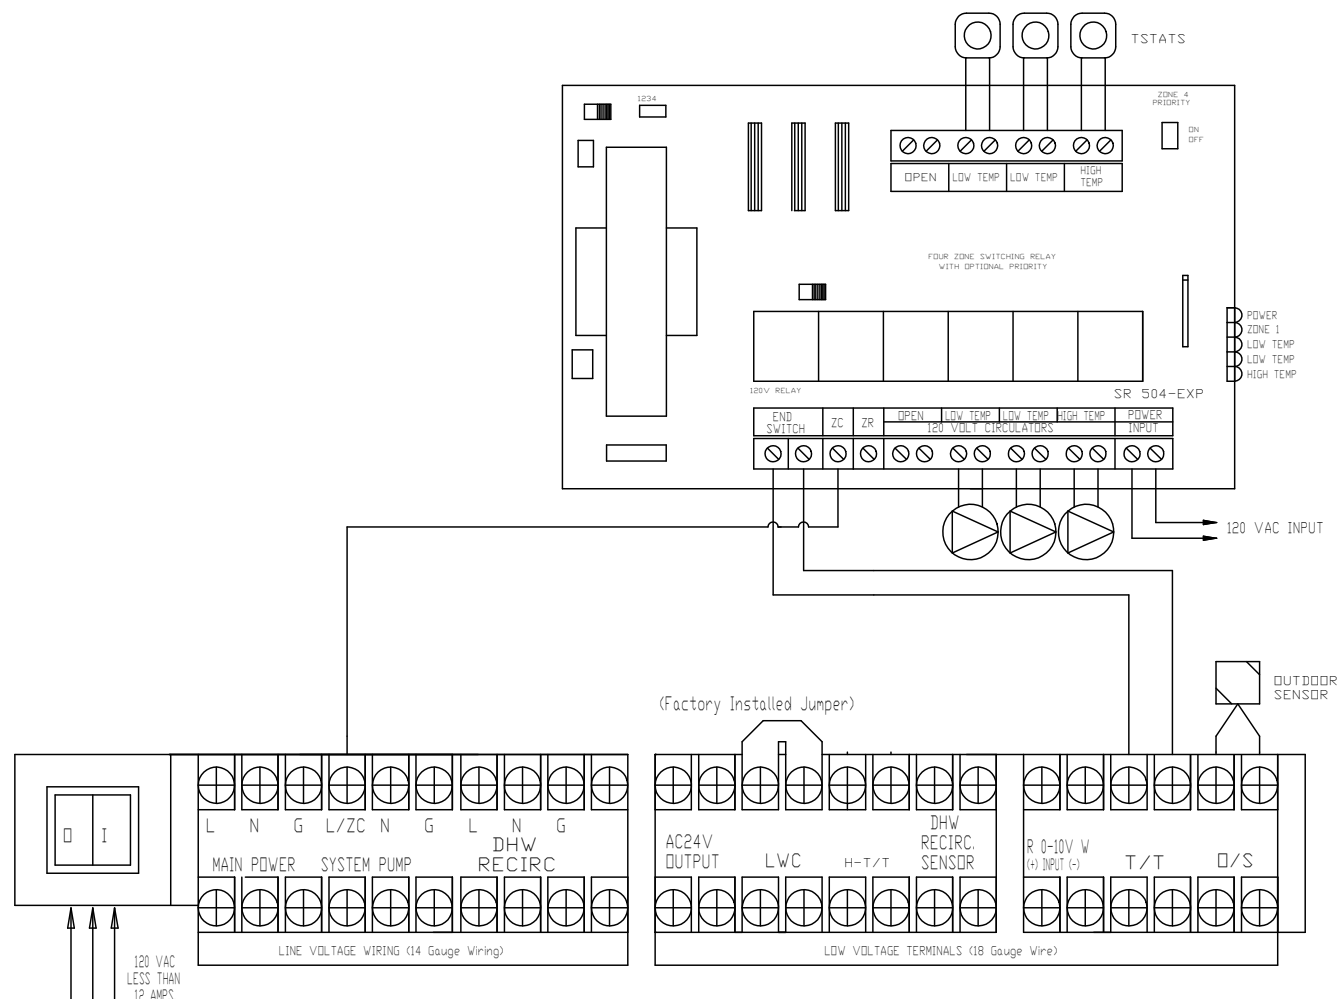 TSTATS
1234
ZONE 4
PRIORITY
ON
OFF
OPEN LOW TEMP LOW TEMP HIGH
TEMP
FOUR ZONE SWITCHING RELAY
WITH OPTIONAL PRIORITY
POWER
ZONE 1
LOW TEMP
LOW TEMP
HIGH TEMP
120V RELAY
SR 504-EXP
END
SWITCH
ZC
ZR
OPEN LOW TEMP LOW TEMP HIGH TEMP
120 VOLT CIRCULATORS
POWER
INPUT
120 VAC INPUT
OUTDOOR
SENSOR
(Factory Installed Jumper)
O I
L N G L/ZC N G L N G
MAIN POWER
SYSTEM PUMP
DHW
RECIRC
AC24V
OUTPUT
LWC
H-T/T
DHW
RECIRC.
SENSOR
R 0-10V W
(+) INPUT (-)
T/T
O/S
LINE VOLTAGE WIRING (14 Gauge Wiring)
LOW VOLTAGE TERMINALS (18 Gauge Wire)
120 VAC
LESS THAN
12 AMPS